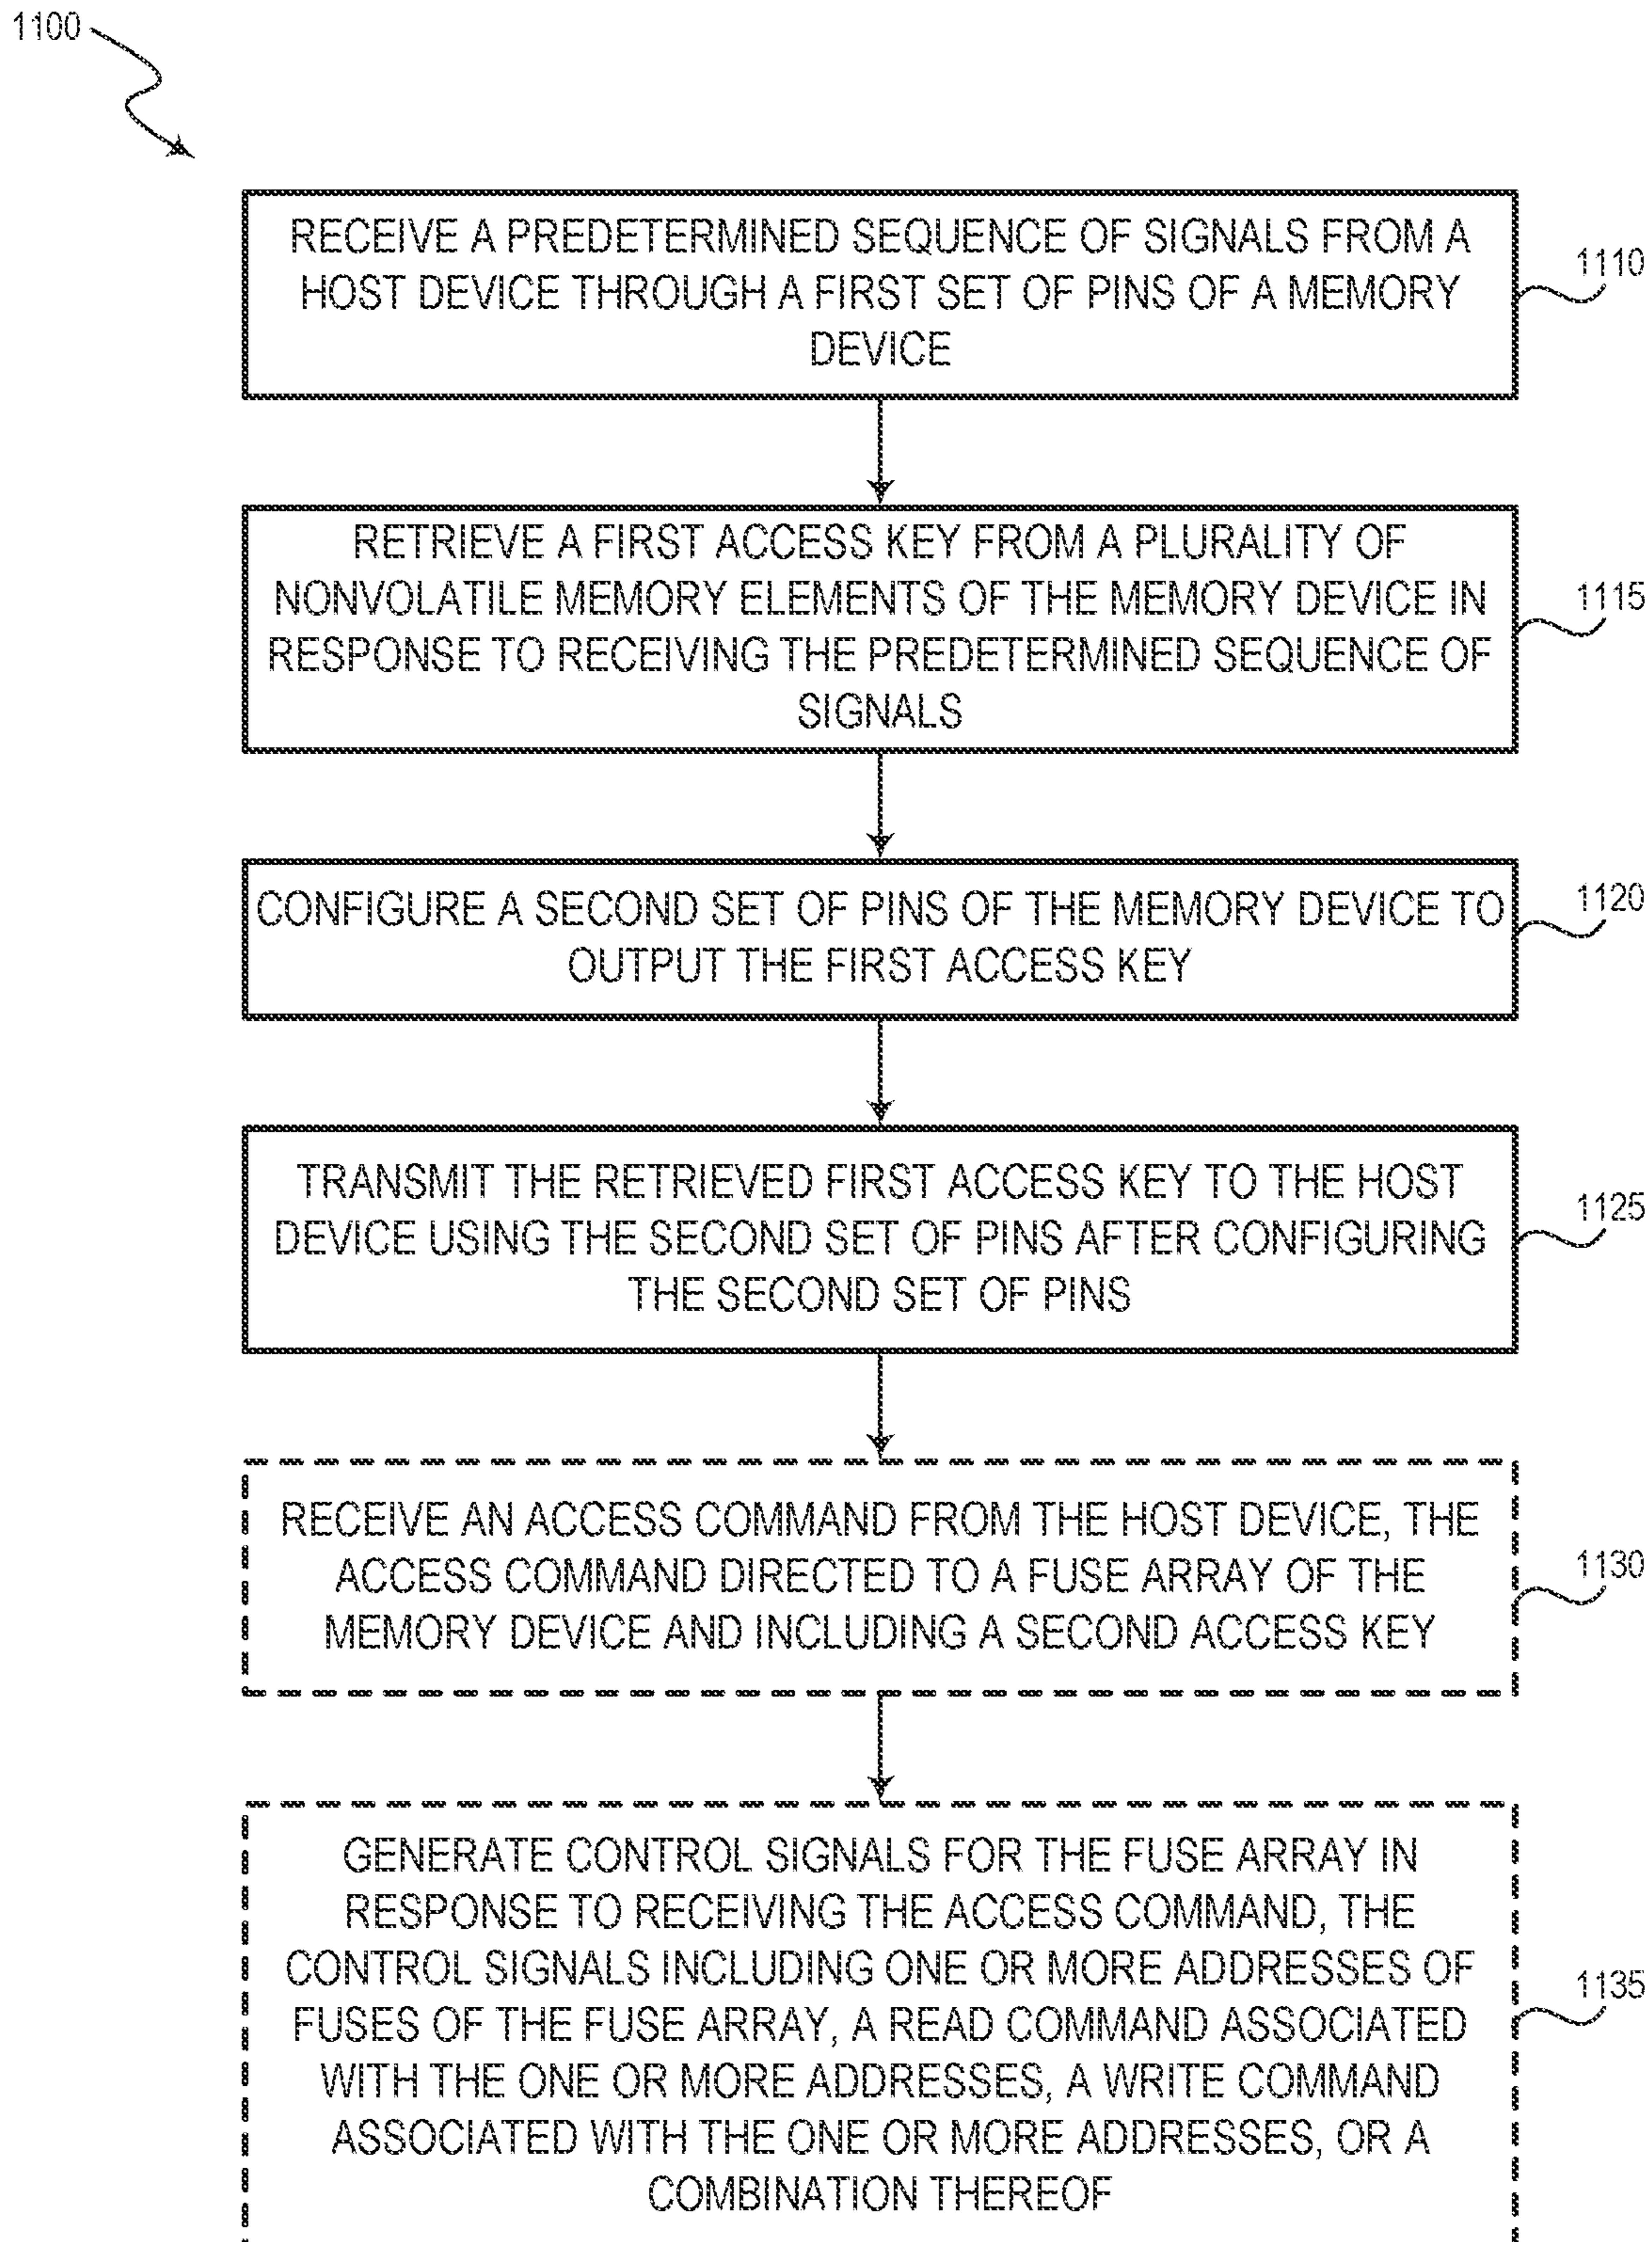 1100
RECEIVE A PREDETERMINED SEQUENCE OF SIGNALS FROM A
HOST DEVICE THROUGH A FIRST SET OF PINS OF A MEMORY
DEVICE
1110
RETRIEVE A FIRST ACCESS KEY FROM A PLURALITY OF
NONVOLATILE MEMORY ELEMENTS OF THE MEMORY DEVICE IN
RESPONSE TO RECEIVING THE PREDETERMINED SEQUENCE OF
SIGNALS
1115
CONFIGURE A SECOND SET OF PINS OF THE MEMORY DEVICE TO
OUTPUT THE FIRST ACCESS KEY
1120
TRANSMIT THE RETRIEVED FIRST ACCESS KEY TO THE HOST
DEVICE USING THE SECOND SET OF PINS AFTER CONFIGURING
THE SECOND SET OF PINS
1125
RECEIVE AN ACCESS COMMAND FROM THE HOST DEVICE, THE
ACCESS COMMAND DIRECTED TO A FUSE ARRAY OF THE
MEMORY DEVICE AND INCLUDING A SECOND ACCESS KEY
1130
GENERATE CONTROL SIGNALS FOR THE FUSE ARRAY IN
RESPONSE TO RECEIVING THE ACCESS COMMAND, THE
CONTROL SIGNALS INCLUDING ONE OR MORE ADDRESSES OF
FUSES OF THE FUSE ARRAY, A READ COMMAND ASSOCIATED
WITH THE ONE OR MORE ADDRESSES, A WRITE COMMAND
ASSOCIATED WITH THE ONE OR MORE ADDRESSES, OR A
COMBINATION THEREOF
1135